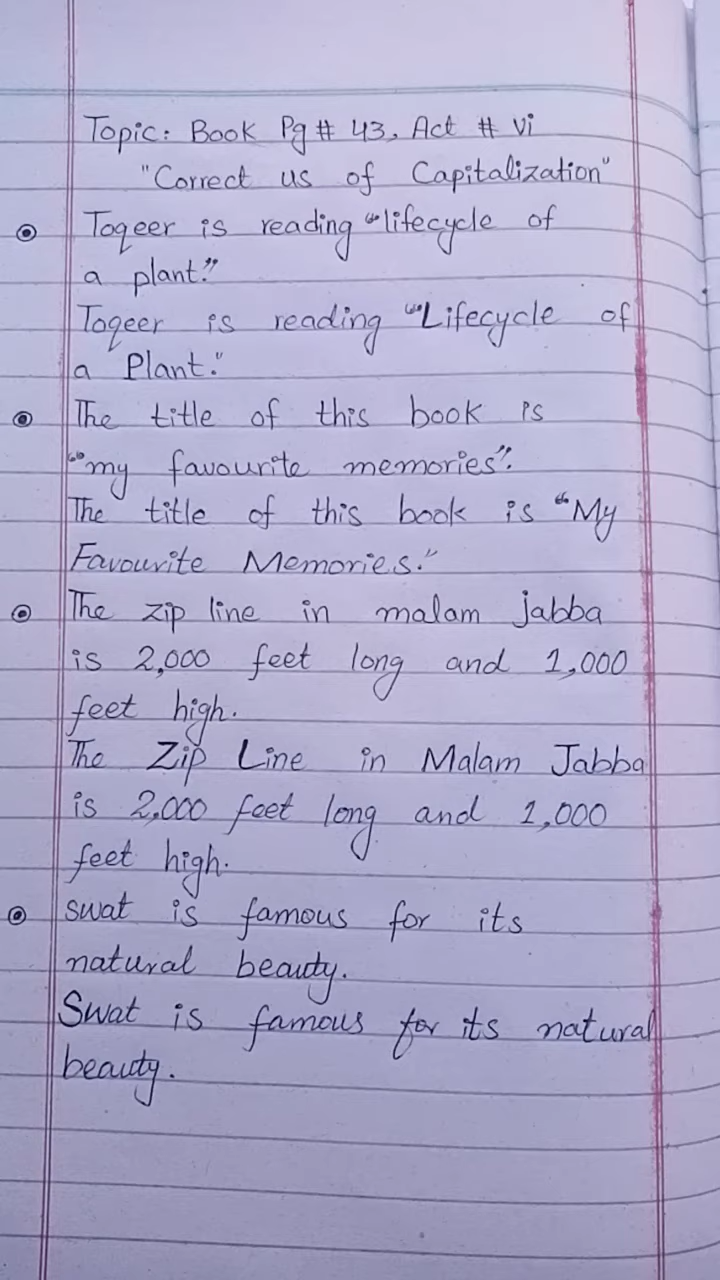 Topic: Book Pg # 43, Act # vi
"Correct us of Capitalization"
Toqeer is reading "lifecycle of
a plant."
Toqeer is reading "Lifecycle of
a Plant."
The title of this book is
"my favourite memories".
The title of this book is "My
Favourite Memories."
The zip line in malam jabba
is 2,000 feet long and 1,000
feet high.
The Zip Line in Malam Jabba
is 2,000 feet long and 1,000
feet high.
swat is famous for its
natural beauty.
Swat is famous for its natural
beauty.